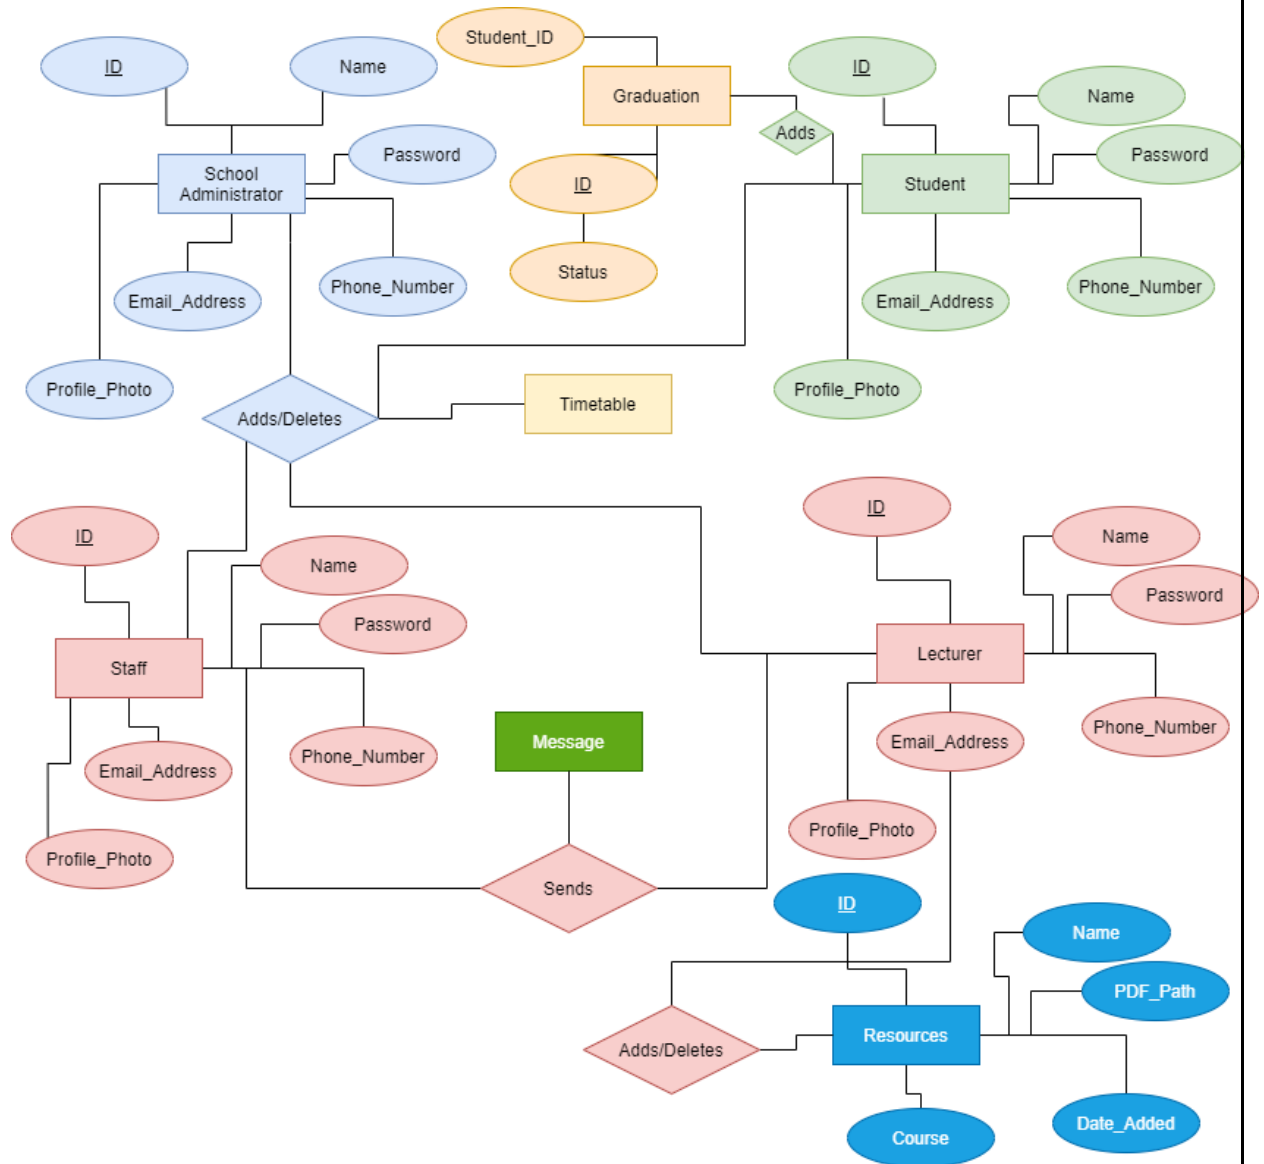 Student_ID
ID
Name
ID
Graduation
Name
Adds
Password
Password
School
Administrator
ID
Student
Status
Email_Address
Phone_Number
Email_Address
Phone_Number
Profile_Photo
Profile_Photo
Timetable
Adds/Deletes
ID
ID
Name
Name
Password
Password
Staff
Lecturer
Message
Email_Address
Phone_Number
Phone_Number
Email_Address
Profile_Photo
Profile_Photo
Sends
ID
Name
PDF_Path
Resources
Adds/Deletes
Date_Added
Course